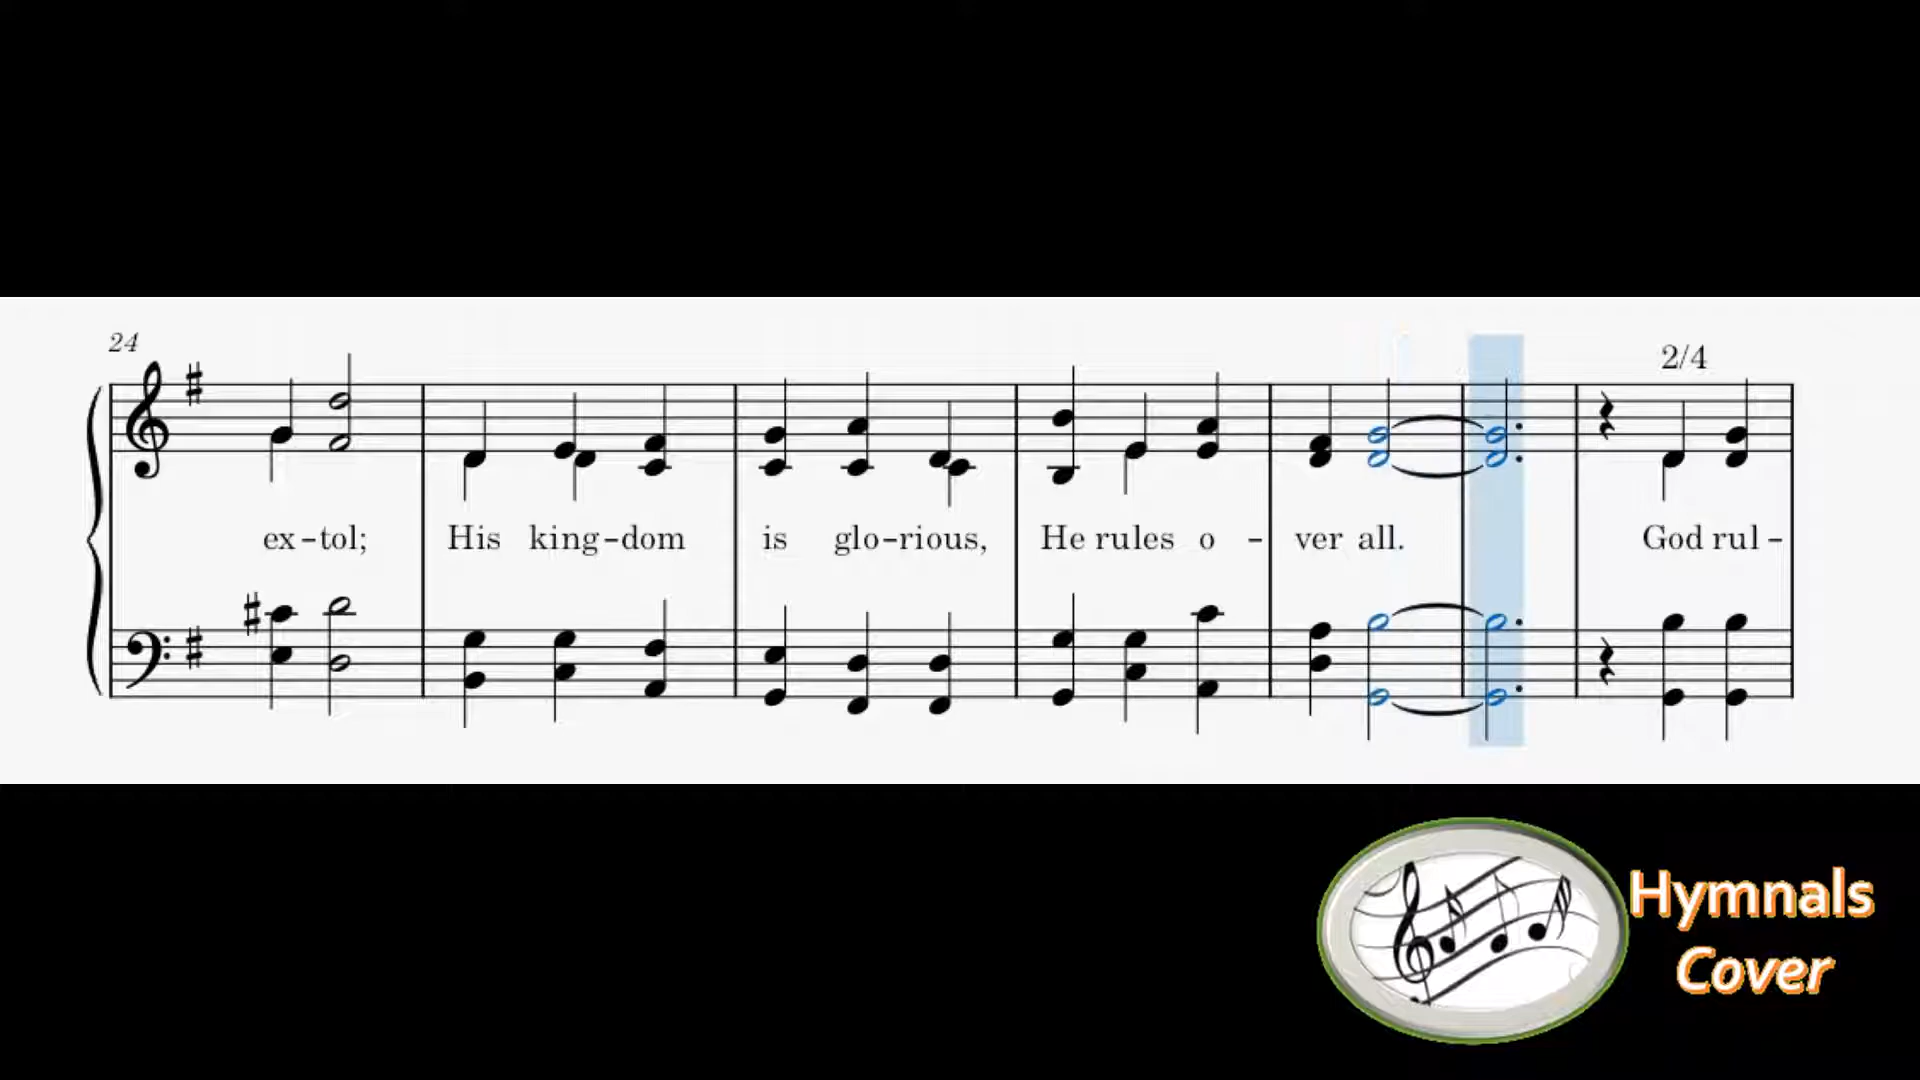 24
2/4
ex-tol; His king-dom is glo-rious, He rules o - ver all. God rul-
Hymnals
Cover